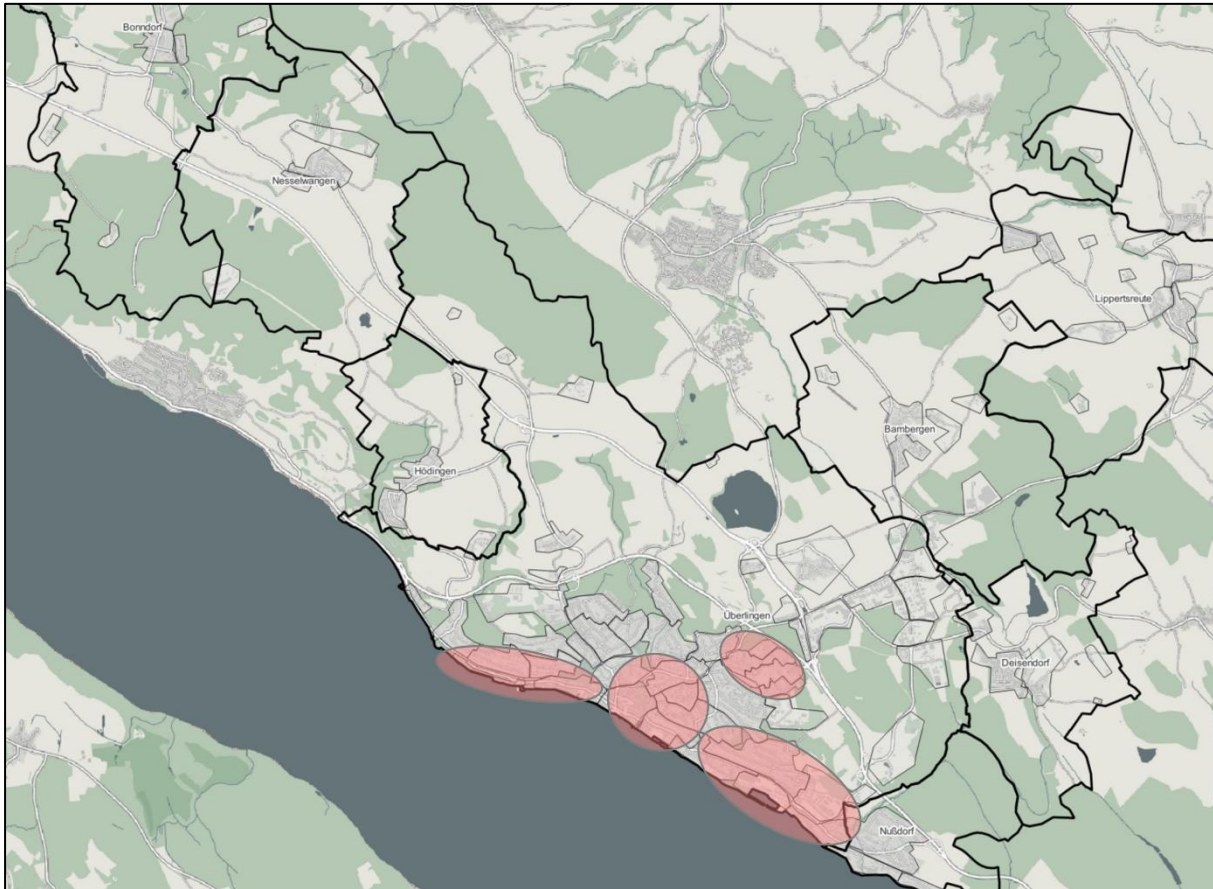 Bonndorf
Nesselwangen
Lippertsreute
Bambergen
Hödingen
Überlingen
Deisendorf
Nußdorf